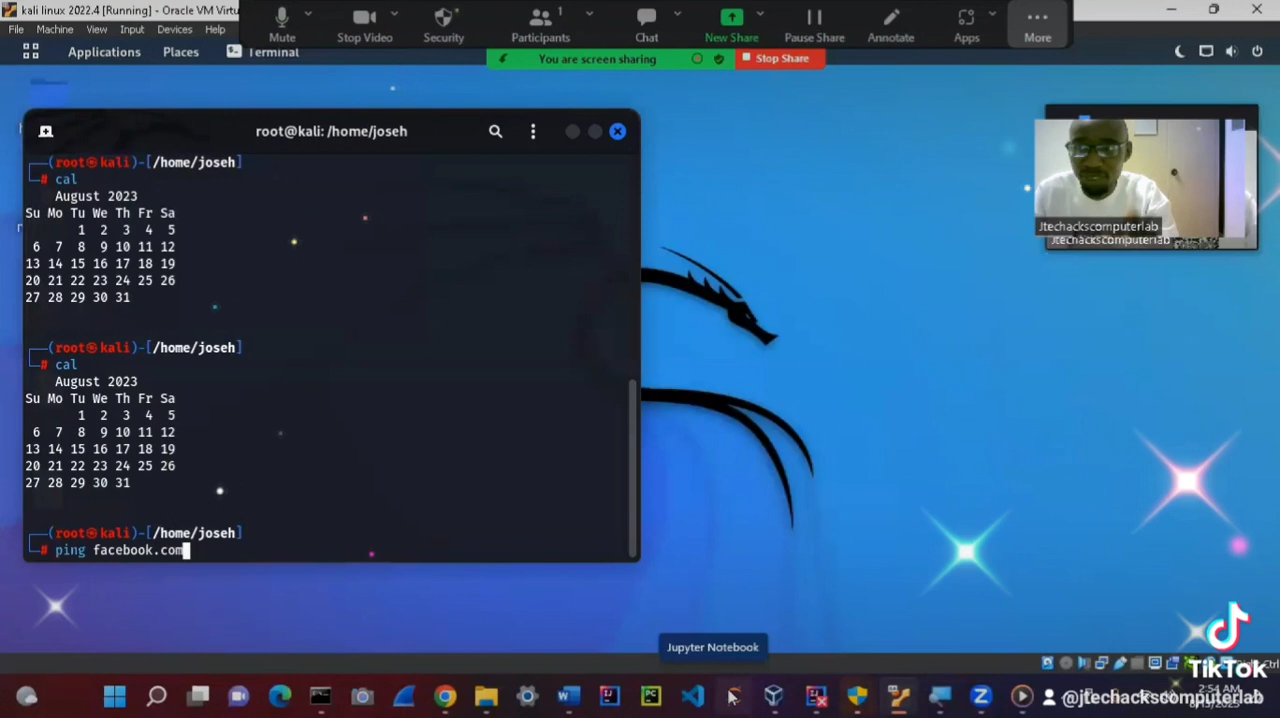 kali linux 2022.4 [Running] - Oracle VM Virtu
File Machine View Input Devices Help
Mute Stop Video Security Participants 1 Chat New Share Pause Share Annotate Apps More
You are screen sharing Stop Share
Applications Places Terminal
root@kali: /home/joseh
(root㉿kali)-[/home/joseh]
# cal
August 2023
Su Mo Tu We Th Fr Sa
1 2 3 4 5
6 7 8 9 10 11 12
13 14 15 16 17 18 19
20 21 22 23 24 25 26
27 28 29 30 31
(root㉿kali)-[/home/joseh]
# cal
August 2023
Su Mo Tu We Th Fr Sa
1 2 3 4 5
6 7 8 9 10 11 12
13 14 15 16 17 18 19
20 21 22 23 24 25 26
27 28 29 30 31
(root㉿kali)-[/home/joseh]
# ping facebook.com
Jtechackscomputerlab
Jtechackscomputerlab
Jupyter Notebook
TikTok
@jtechackscomputerlab